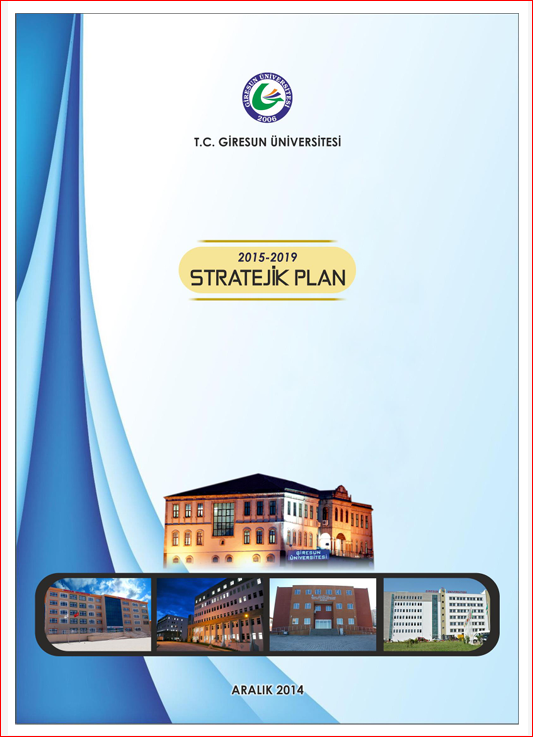 GİRESUN ÜNİVERSİTESİ
2006
T.C. GİRESUN ÜNİVERSİTESİ
2015-2019
STRATEJİK PLAN
GİRESUN
ÜNİVERSİTESİ
ARALIK 2014